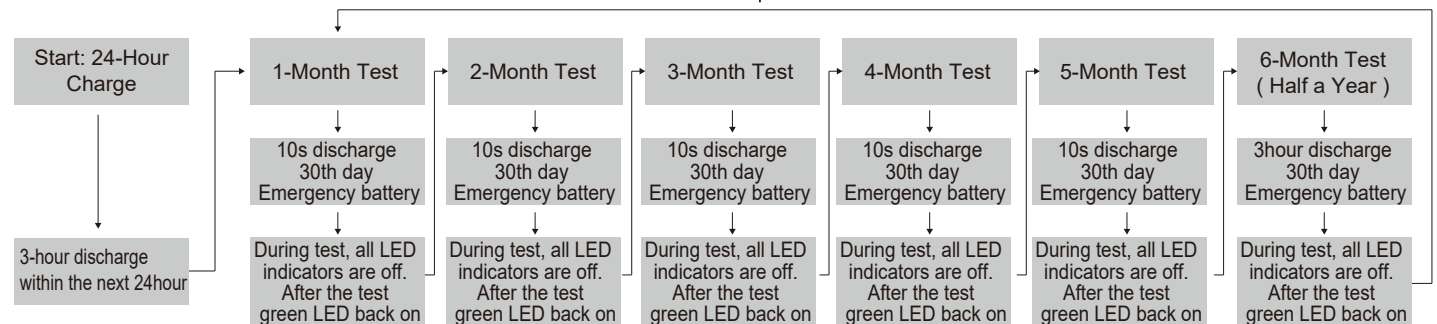 Start: 24-Hour
Charge
3-hour discharge
within the next 24hour
1-Month Test
10s discharge
30th day
Emergency battery
During test, all LED
indicators are off.
After the test
green LED back on
2-Month Test
10s discharge
30th day
Emergency battery
During test, all LED
indicators are off.
After the test
green LED back on
3-Month Test
10s discharge
30th day
Emergency battery
During test, all LED
indicators are off.
After the test
green LED back on
4-Month Test
10s discharge
30th day
Emergency battery
During test, all LED
indicators are off.
After the test
green LED back on
5-Month Test
10s discharge
30th day
Emergency battery
During test, all LED
indicators are off.
After the test
green LED back on
6-Month Test
( Half a Year )
3hour discharge
30th day
Emergency battery
During test, all LED
indicators are off.
After the test
green LED back on